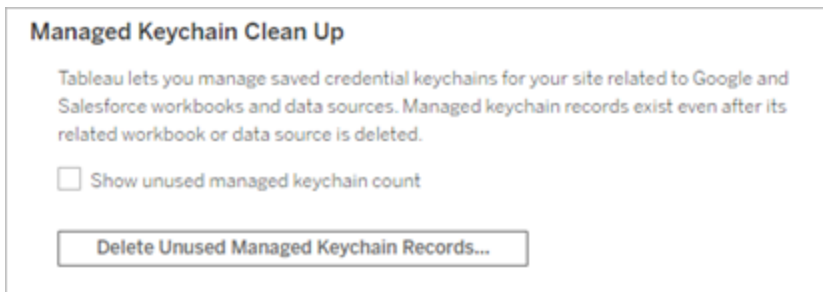 Managed Keychain Clean Up
Tableau lets you manage saved credential keychains for your site related to Google and
Salesforce workbooks and data sources. Managed keychain records exist even after its
related workbook or data source is deleted.
Show unused managed keychain count
Delete Unused Managed Keychain Records...